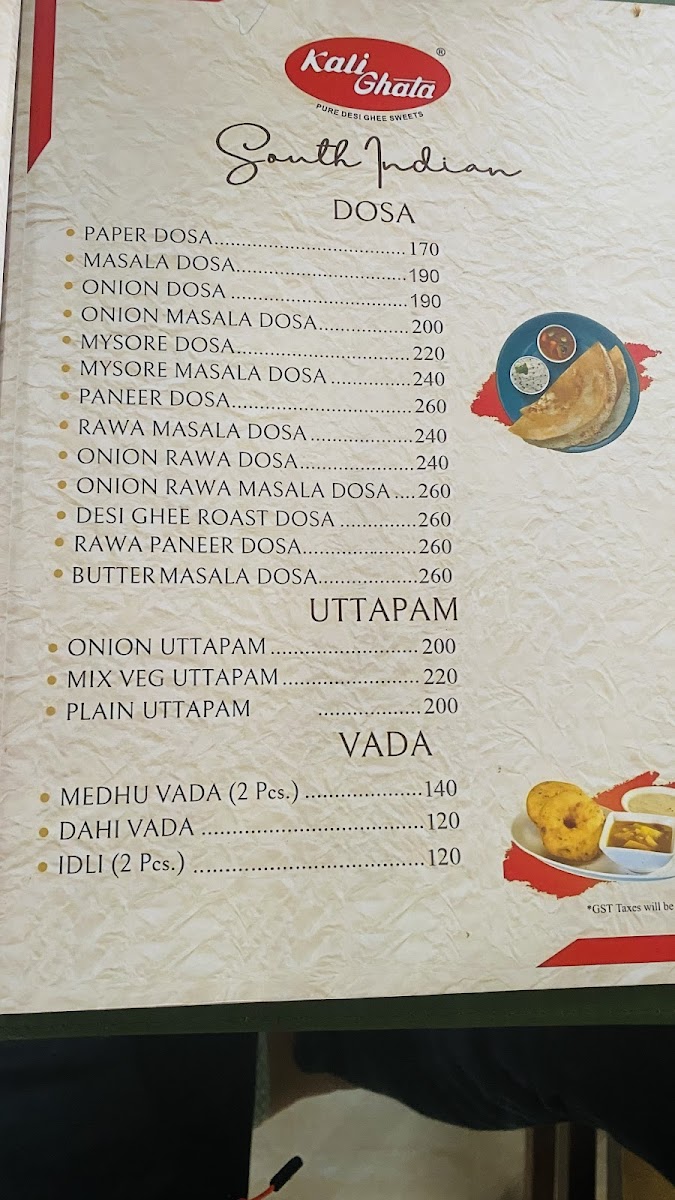 Kali Ghata ®
PURE DESI GHEE SWEETS
South Indian
DOSA
• PAPER DOSA..................................170
• MASALA DOSA...............................190
• ONION DOSA ................................190
• ONION MASALA DOSA................200
• MYSORE DOSA...............................220
• MYSORE MASALA DOSA ..............240
• PANEER DOSA................................260
• RAWA MASALA DOSA..................240
• ONION RAWA DOSA....................240
• ONION RAWA MASALA DOSA....260
• DESI GHEE ROAST DOSA .............260
• RAWA PANEER DOSA....................260
• BUTTER MASALA DOSA.................260
UTTAPAM
• ONION UTTAPAM..........................200
• MIX VEG UTTAPAM........................220
• PLAIN UTTAPAM ..................200
VADA
• MEDHU VADA (2 Pcs.) ....................140
• DAHI VADA ......................................120
• IDLI (2 Pcs.) .......................................120
*GST Taxes will be